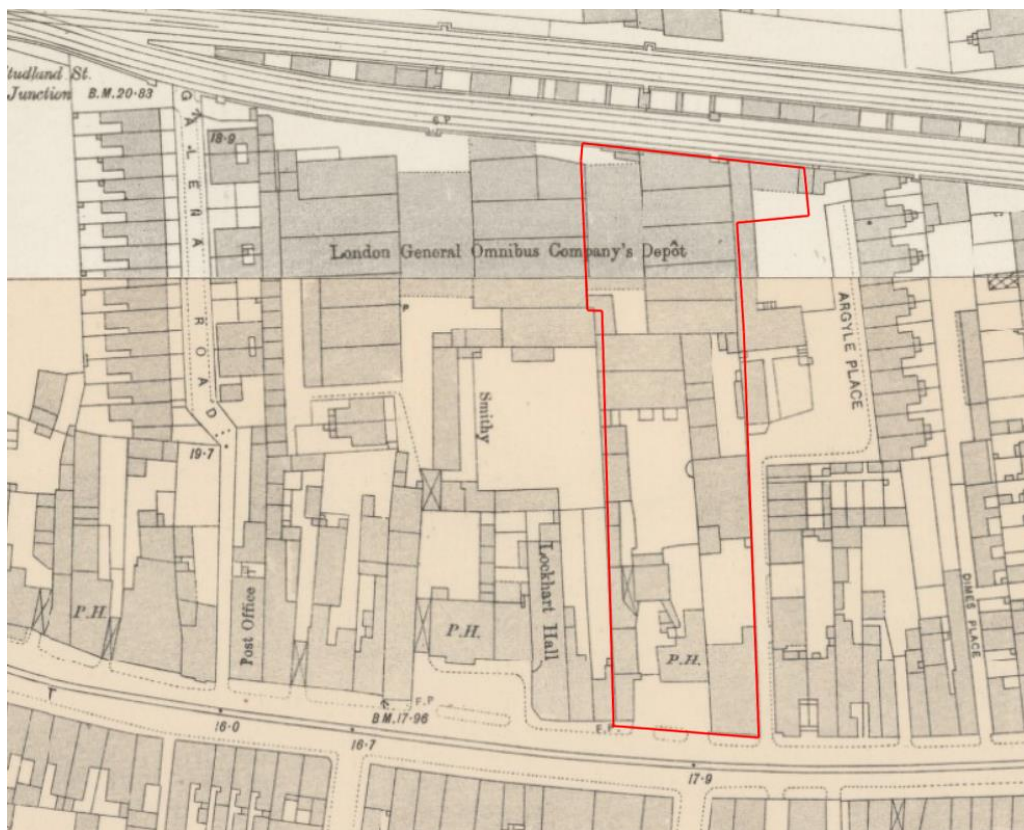 Studland St.
Junction
B.M. 20·83
G.P
18·9
GALENA ROAD
London General Omnibus Company's Depôt
P
ARGYLE PLACE
Smithy
19·7
Lockhart Hall
Post Office
P.H.
P.H.
P.H.
DIMES PLACE
F.P.
B.M. 17·96
F.P.
r
16·0
16·7
17·9